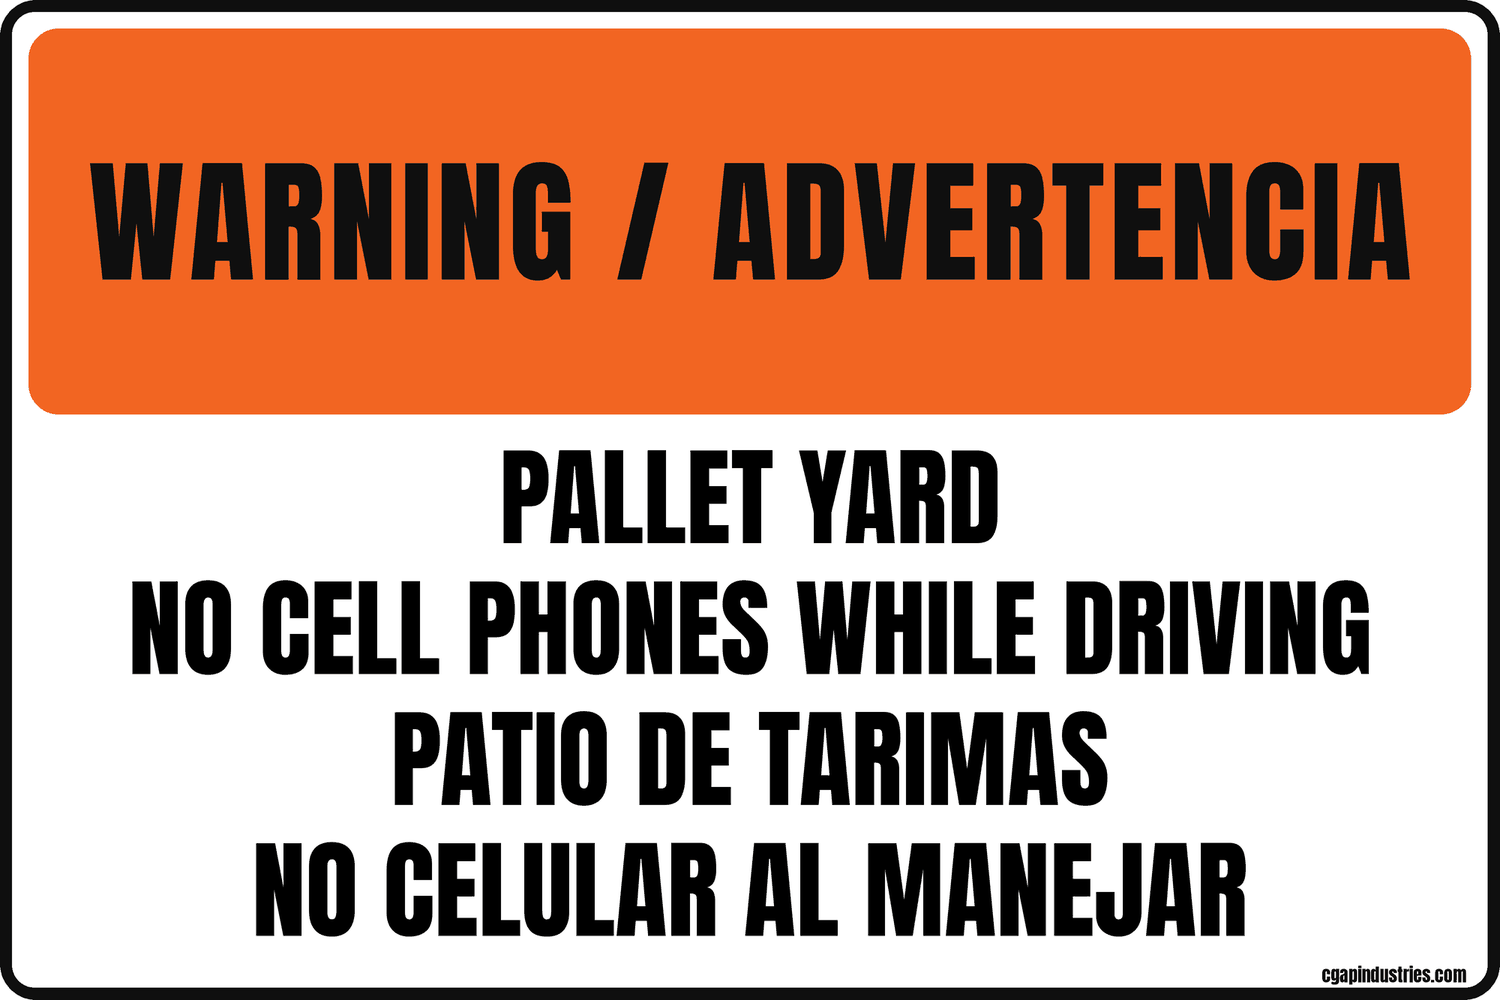 WARNING / ADVERTENCIA
PALLET YARD
NO CELL PHONES WHILE DRIVING
PATIO DE TARIMAS
NO CELULAR AL MANEJAR
cgapindustries.com